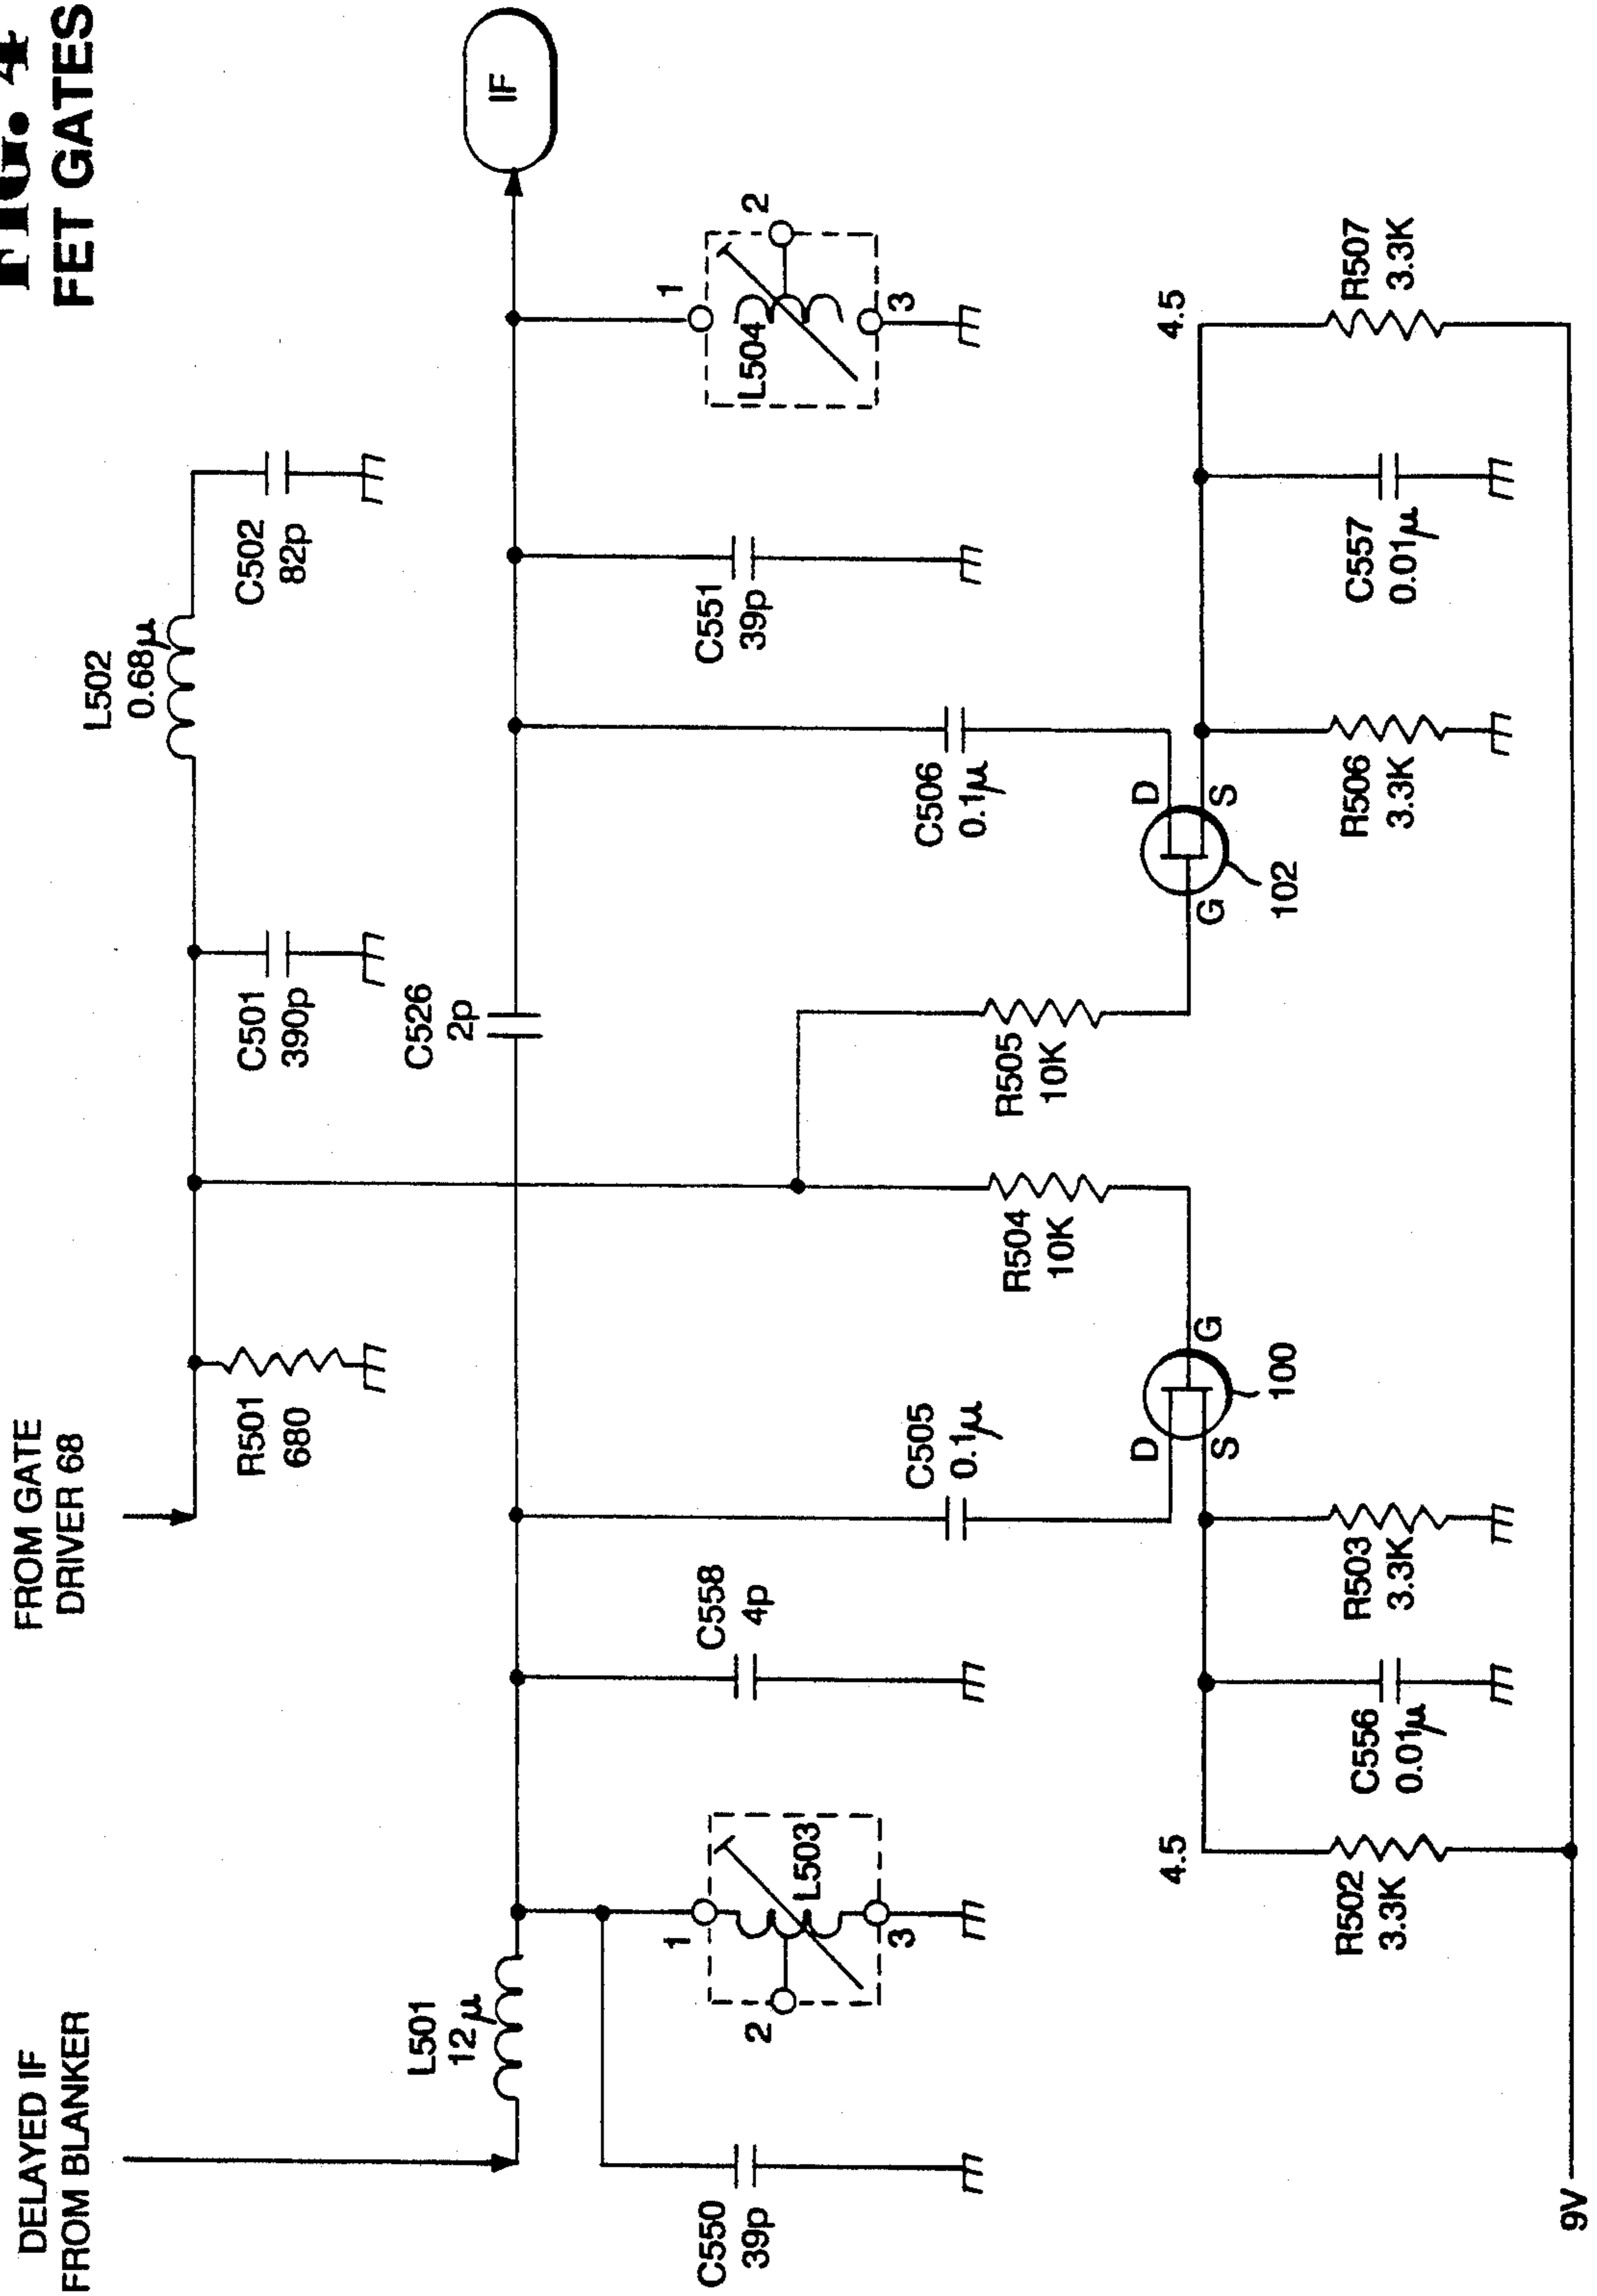 FIG. 4
FET GATES
DELAYED IF
FROM BLANKER
FROM GATE
DRIVER 68
R501
680
C501
390p
L502
0.68μ
C502
82p
L501
12μ
C526
2p
IF
C550
39p
1
2
3
L503
C558
4p
C505
0.1μ
R504
10K
R505
10K
C506
0.1μ
C551
39p
1
2
3
L504
D
S
G
100
G
D
S
102
4.5
R502
3.3K
C556
0.01μ
R503
3.3K
R506
3.3K
C557
0.01μ
4.5
R507
3.3K
9V